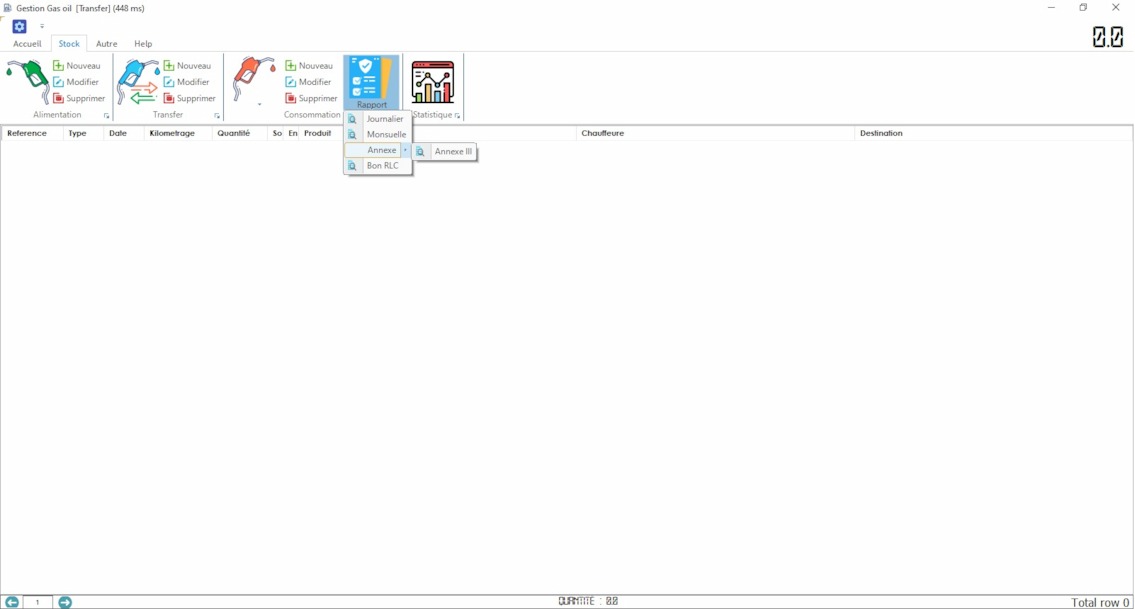 Gestion Gas oil [Transfer] (448 ms)
0.0
Accueil Stock Autre Help
Nouveau Nouveau Nouveau
Modifier Modifier Modifier
Supprimer Supprimer Supprimer
Rapport
Alimentation Transfer Consommation Statistique
Journalier
Monsuelle
Annexe
Annexe III
Bon RLC
Reference Type Date Kilometrage Quantité So En Produit Chauffeure Destination
1
QUANTITÉ : 0.0
Total row 0